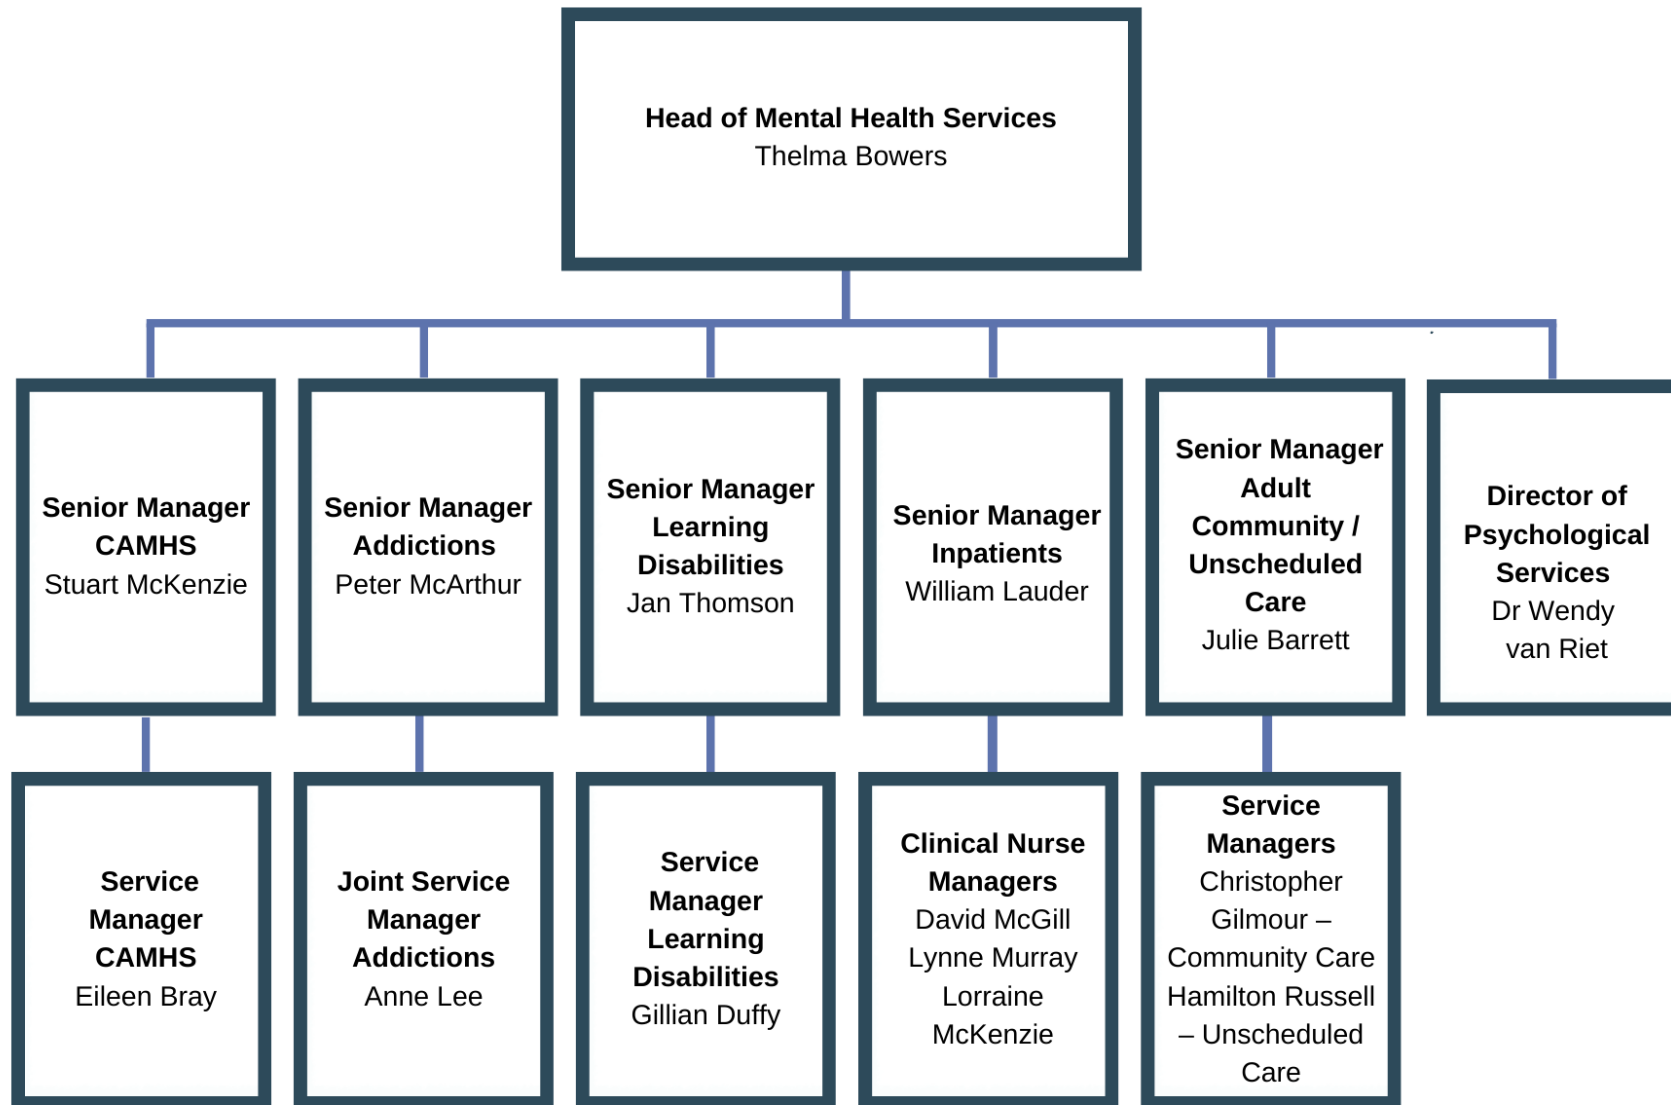 Head of Mental Health Services
Thelma Bowers
Senior Manager
CAMHS
Stuart McKenzie
Senior Manager
Addictions
Peter McArthur
Senior Manager
Learning
Disabilities
Jan Thomson
Senior Manager
Inpatients
William Lauder
Senior Manager
Adult
Community /
Unscheduled
Care
Julie Barrett
Director of
Psychological
Services
Dr Wendy
van Riet
Service
Manager
CAMHS
Eileen Bray
Joint Service
Manager
Addictions
Anne Lee
Service
Manager
Learning
Disabilities
Gillian Duffy
Clinical Nurse
Managers
David McGill
Lynne Murray
Lorraine
McKenzie
Service
Managers
Christopher
Gilmour –
Community Care
Hamilton Russell
– Unscheduled
Care